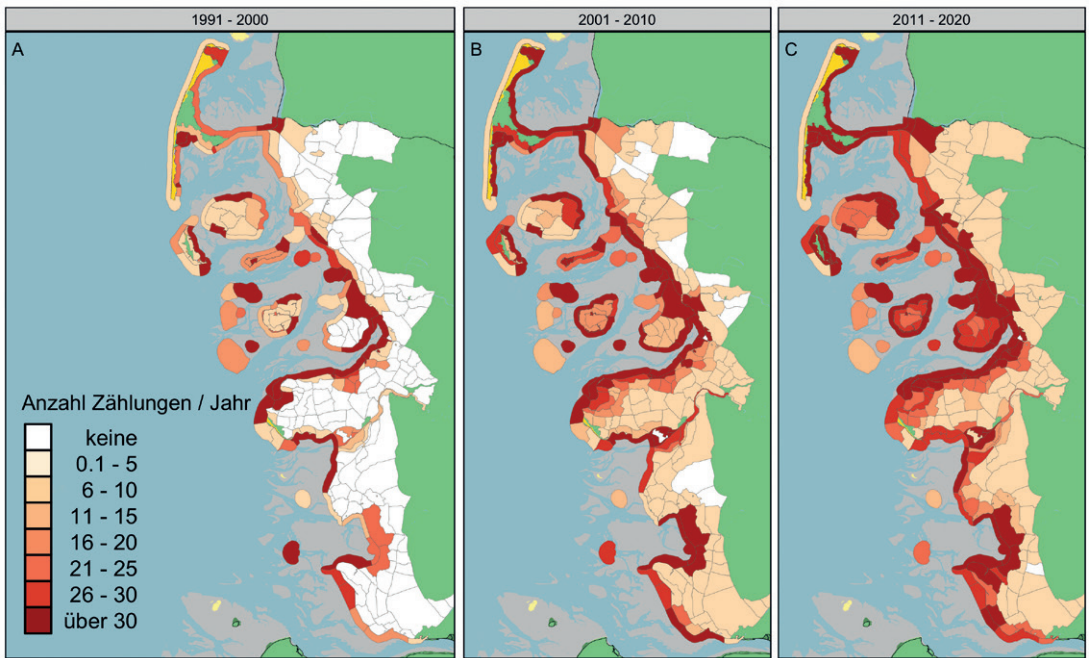 1991 - 2000
2001 - 2010
2011 - 2020
A
B
C
Anzahl Zählungen / Jahr
keine
0.1 - 5
6 - 10
11 - 15
16 - 20
21 - 25
26 - 30
über 30